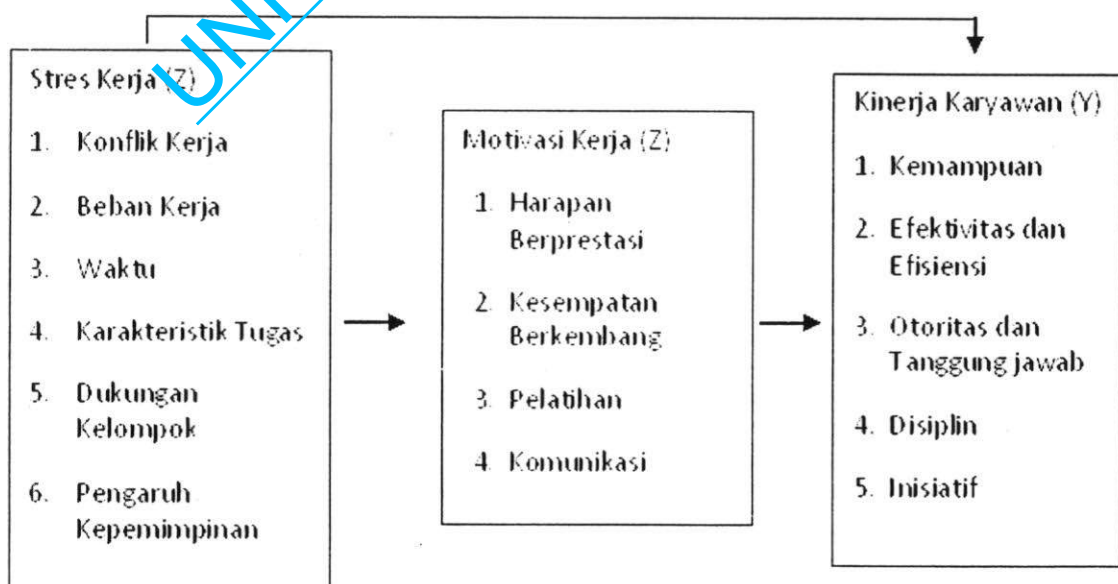 UNI
Stres Kerja (Z)
1. Konflik Kerja
2. Beban Kerja
3. Waktu
4. Karakteristik Tugas
5. Dukungan
Kelompok
6. Pengaruh
Kepemimpinan
Motivasi Kerja (Z)
1. Harapan
Berprestasi
2. Kesempatan
Berkembang
3. Pelatihan
4. Komunikasi
Kinerja Karyawan (Y)
1. Kemampuan
2. Efektivitas dan
Efisiensi
3. Otoritas dan
Tanggung jawab
4. Disiplin
5. Inisiatif